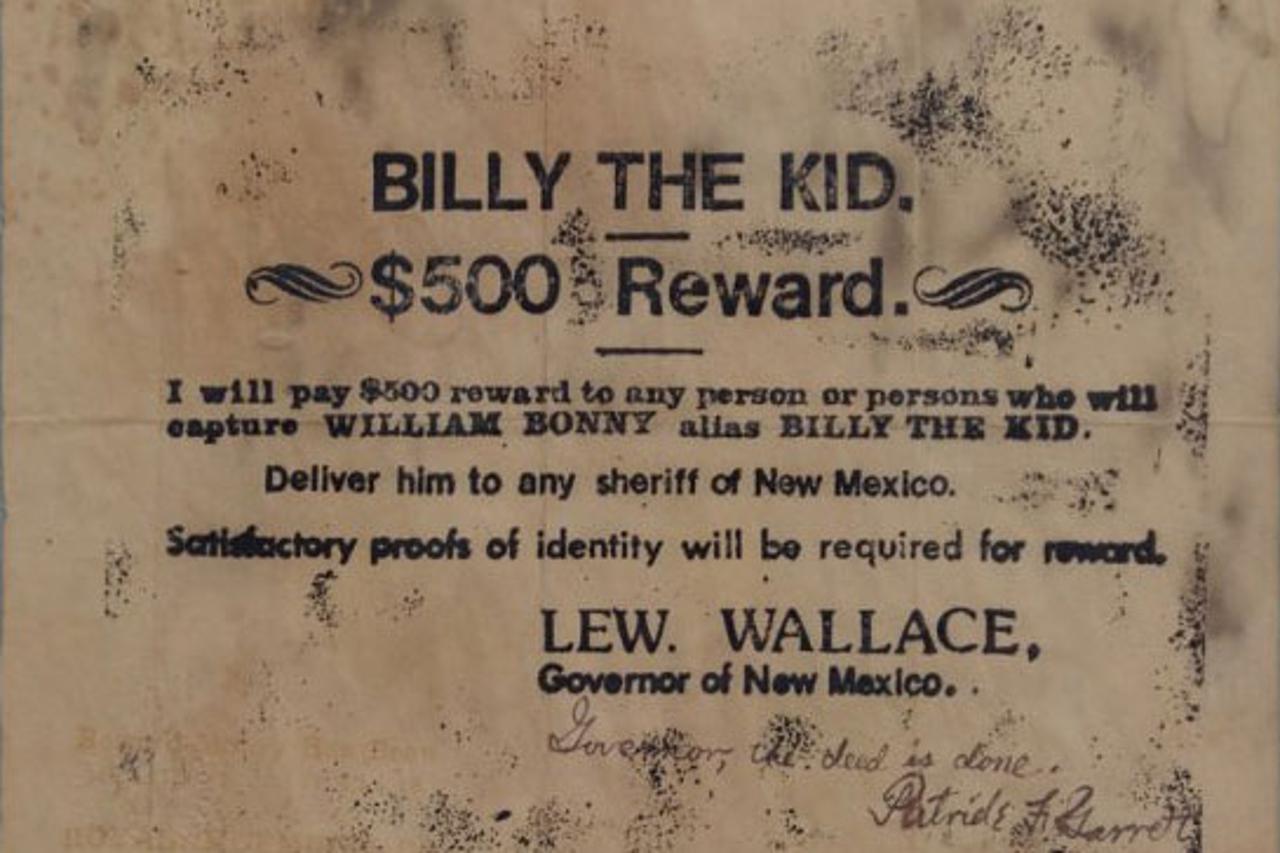 BILLY THE KID.
$500 Reward.
I will pay $500 reward to any person or persons who will
capture WILLIAM BONNY alias BILLY THE KID.
Deliver him to any sheriff of New Mexico.
Satisfactory proofs of identity will be required for reward.
LEW. WALLACE,
Governor of New Mexico.
Governor, the deed is done.
Patrick F. Garrett